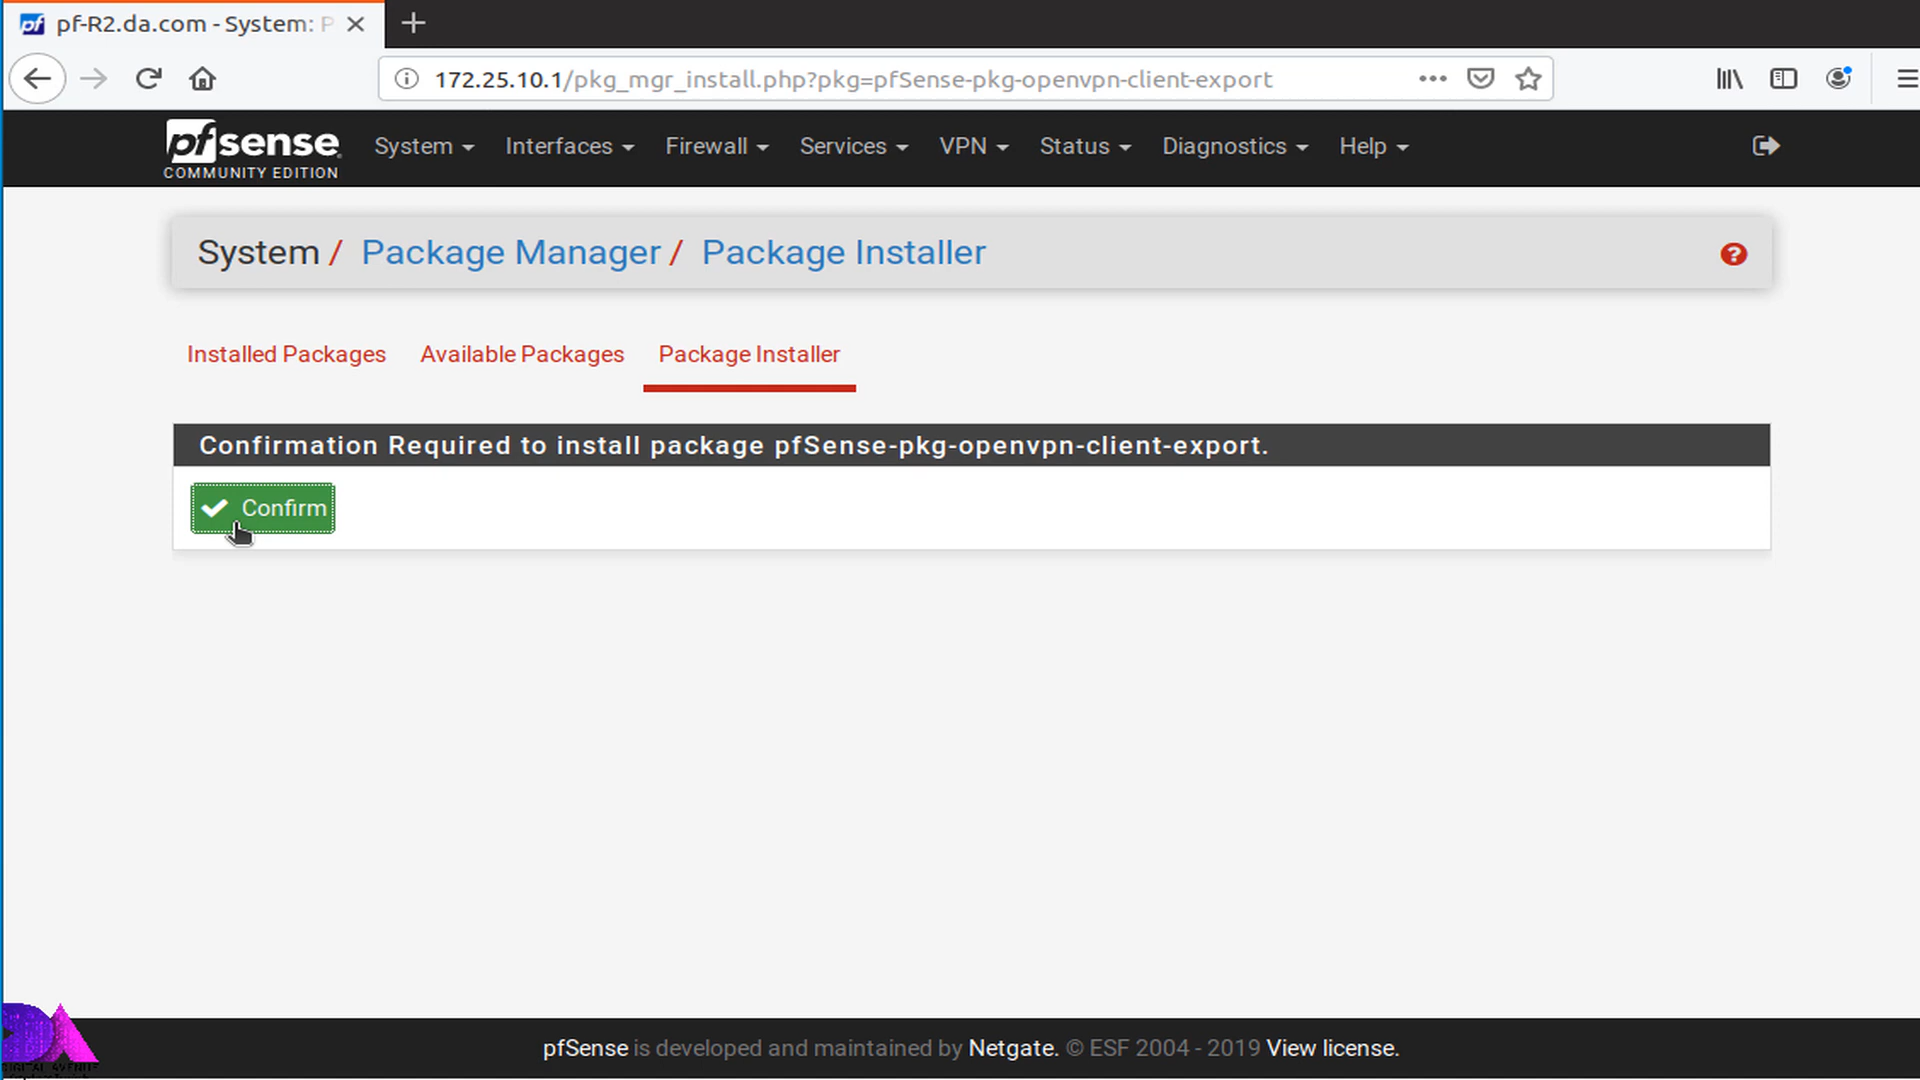 pf pf-R2.da.com - System: P
172.25.10.1/pkg_mgr_install.php?pkg=pfSense-pkg-openvpn-client-export
pfsense
COMMUNITY EDITION
System Interfaces Firewall Services VPN Status Diagnostics Help
System / Package Manager / Package Installer
Installed Packages Available Packages Package Installer
Confirmation Required to install package pfSense-pkg-openvpn-client-export.
Confirm
pfSense is developed and maintained by Netgate. © ESF 2004 - 2019 View license.
DA